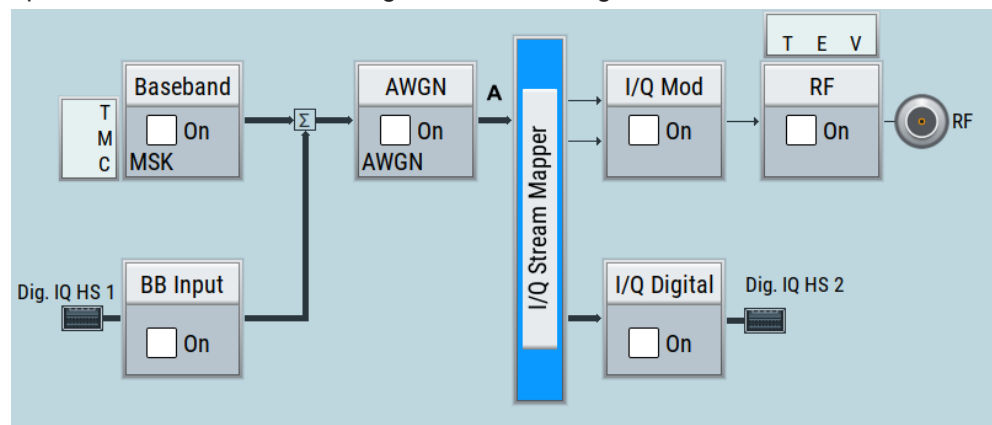 T E V
Baseband
On
MSK
T
M
C
Σ
AWGN
On
AWGN
A
I/Q Stream Mapper
I/Q Mod
On
RF
On
RF
Dig. IQ HS 1
BB Input
On
I/Q Digital
On
Dig. IQ HS 2